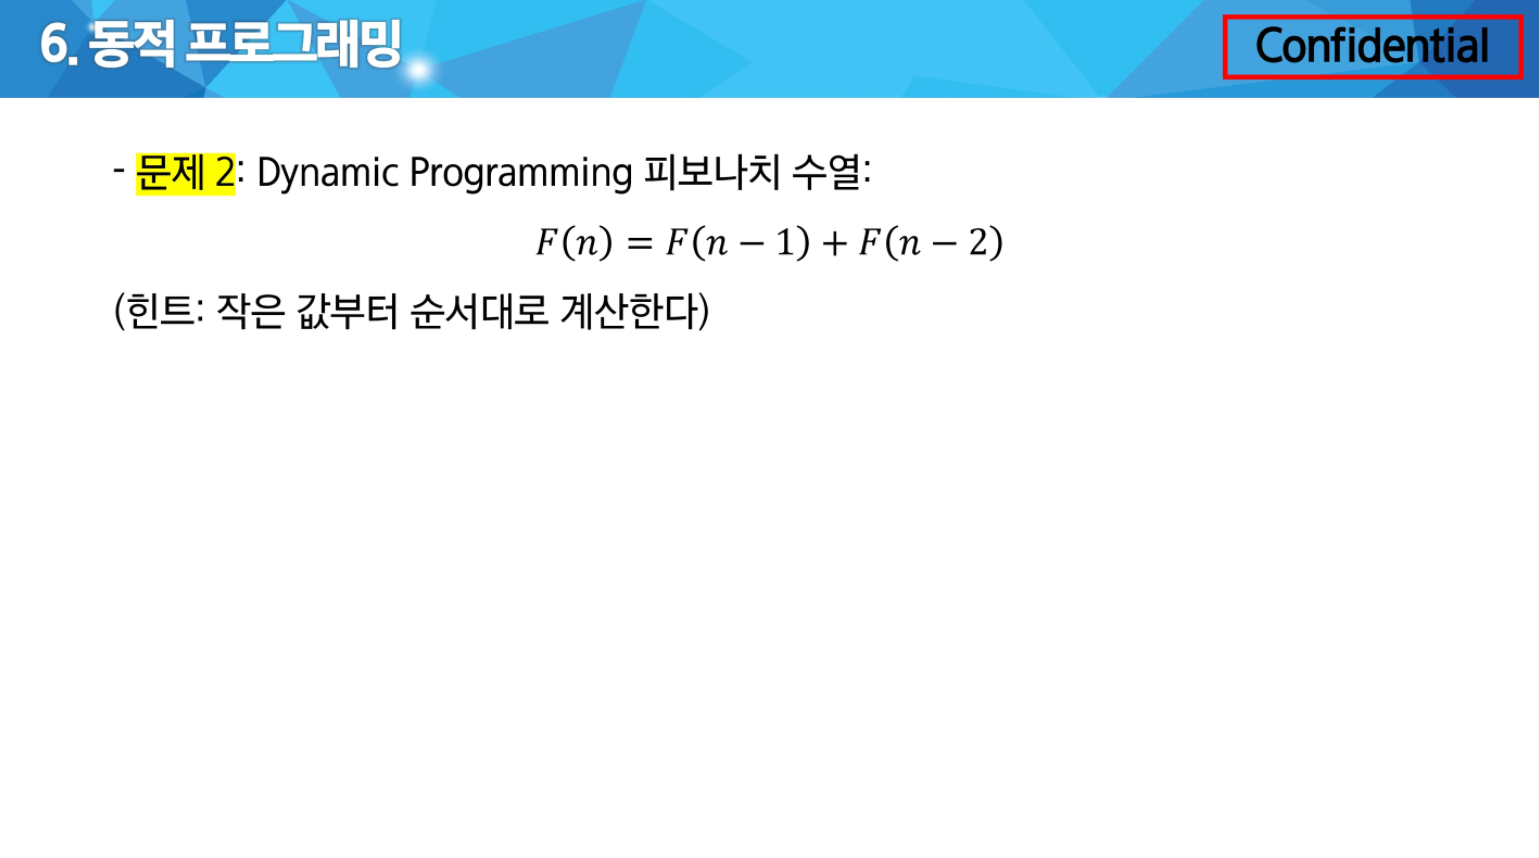 6. 동적 프로그래밍
Confidential
- 문제 2: Dynamic Programming 피보나치 수열:
F(n) = F(n − 1) + F(n − 2)
(힌트: 작은 값부터 순서대로 계산한다)